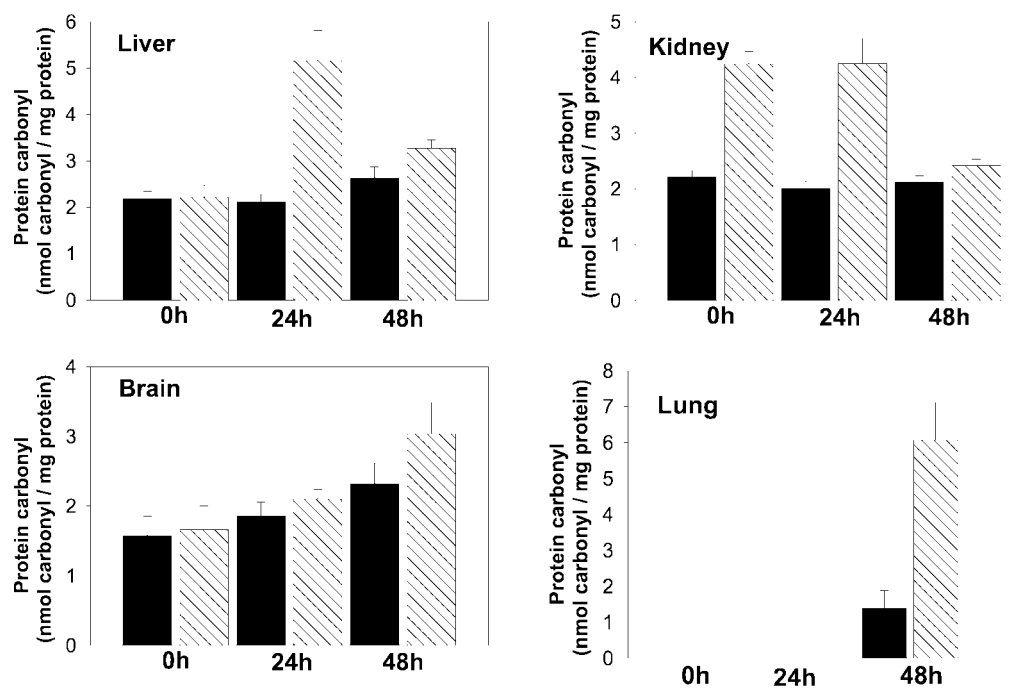 Liver
Protein carbonyl
(nmol carbonyl / mg protein)
6
5
4
3
2
1
0
0h 24h 48h
Kidney
Protein carbonyl
(nmol carbonyl / mg protein)
5
4
3
2
1
0
0h 24h 48h
Brain
Protein carbonyl
(nmol carbonyl / mg protein)
4
3
2
1
0
0h 24h 48h
Lung
Protein carbonyl
(nmol carbonyl / mg protein)
8
7
6
5
4
3
2
1
0
0h 24h 48h